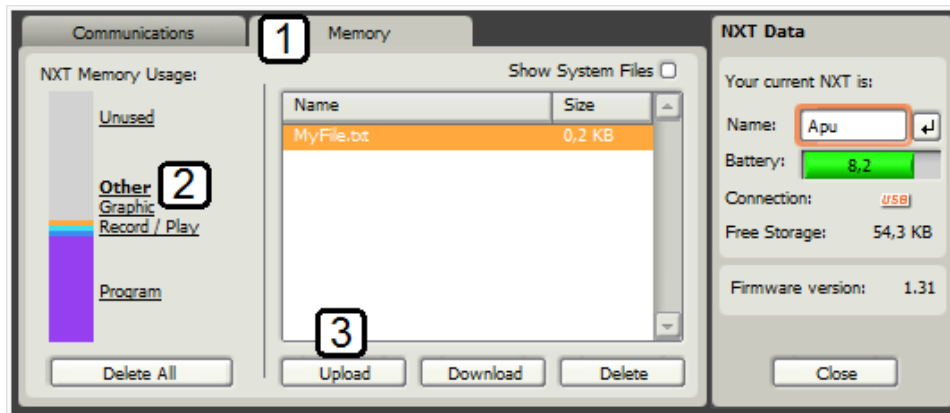 Communications
1
Memory
NXT Memory Usage:
Unused
Other
2
Graphic
Record / Play
Program
Delete All
Show System Files
Name Size
MyFile.txt 0,2 KB
3
Upload Download Delete
NXT Data
Your current NXT is:
Name: Apu
Battery: 8,2
Connection: USB
Free Storage: 54,3 KB
Firmware version: 1.31
Close